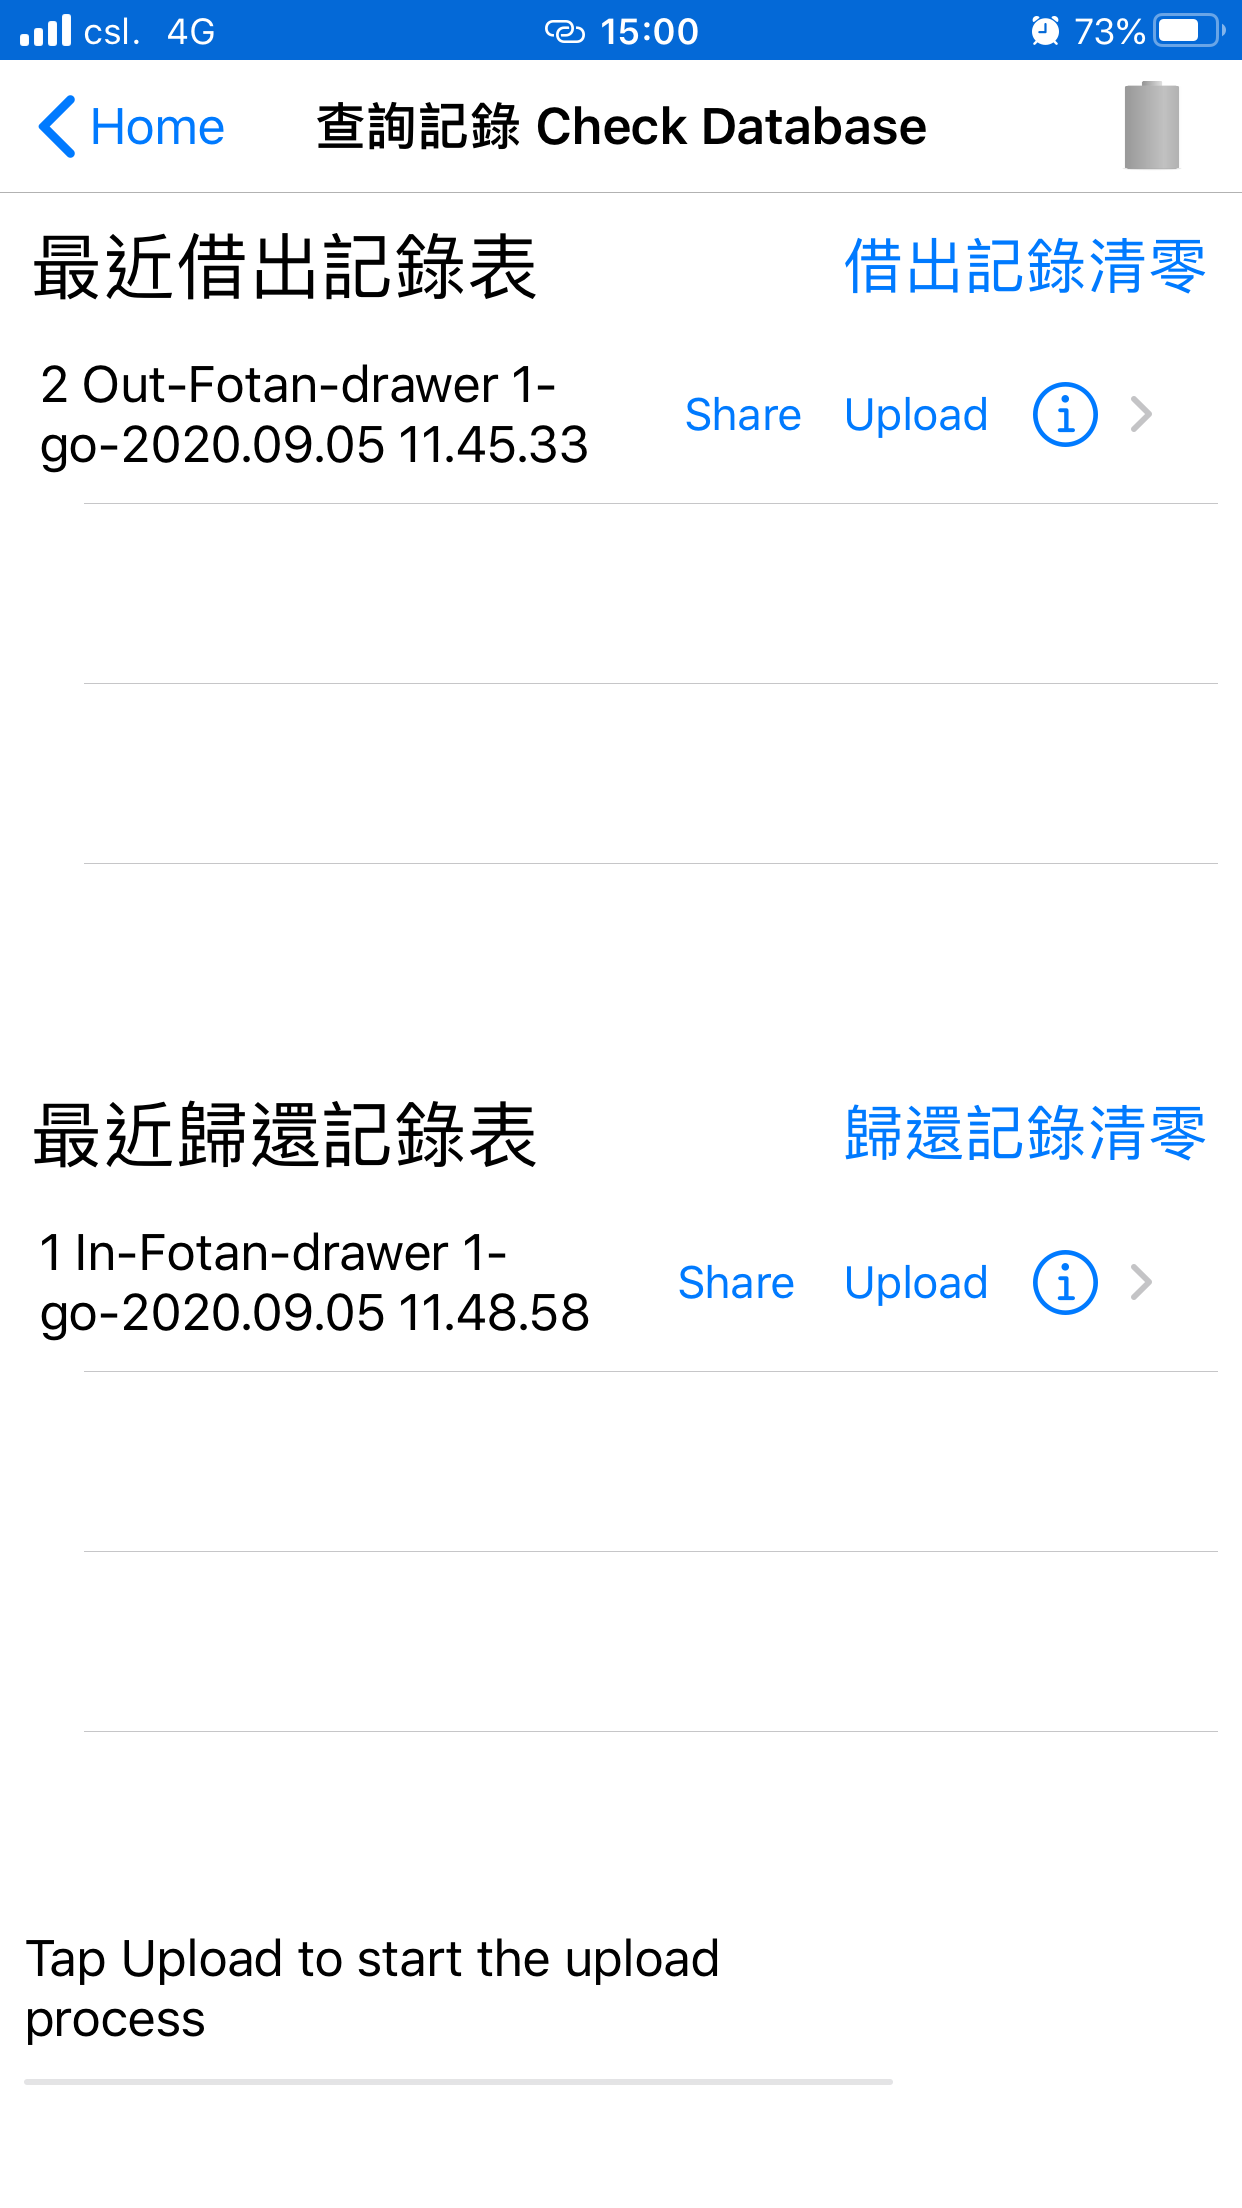 csl. 4G 15:00 73%
Home 查詢記錄 Check Database
最近借出記錄表 借出記錄清零
2 Out-Fotan-drawer 1-
go-2020.09.05 11.45.33
Share Upload
最近歸還記錄表 歸還記錄清零
1 In-Fotan-drawer 1-
go-2020.09.05 11.48.58
Share Upload
Tap Upload to start the upload
process